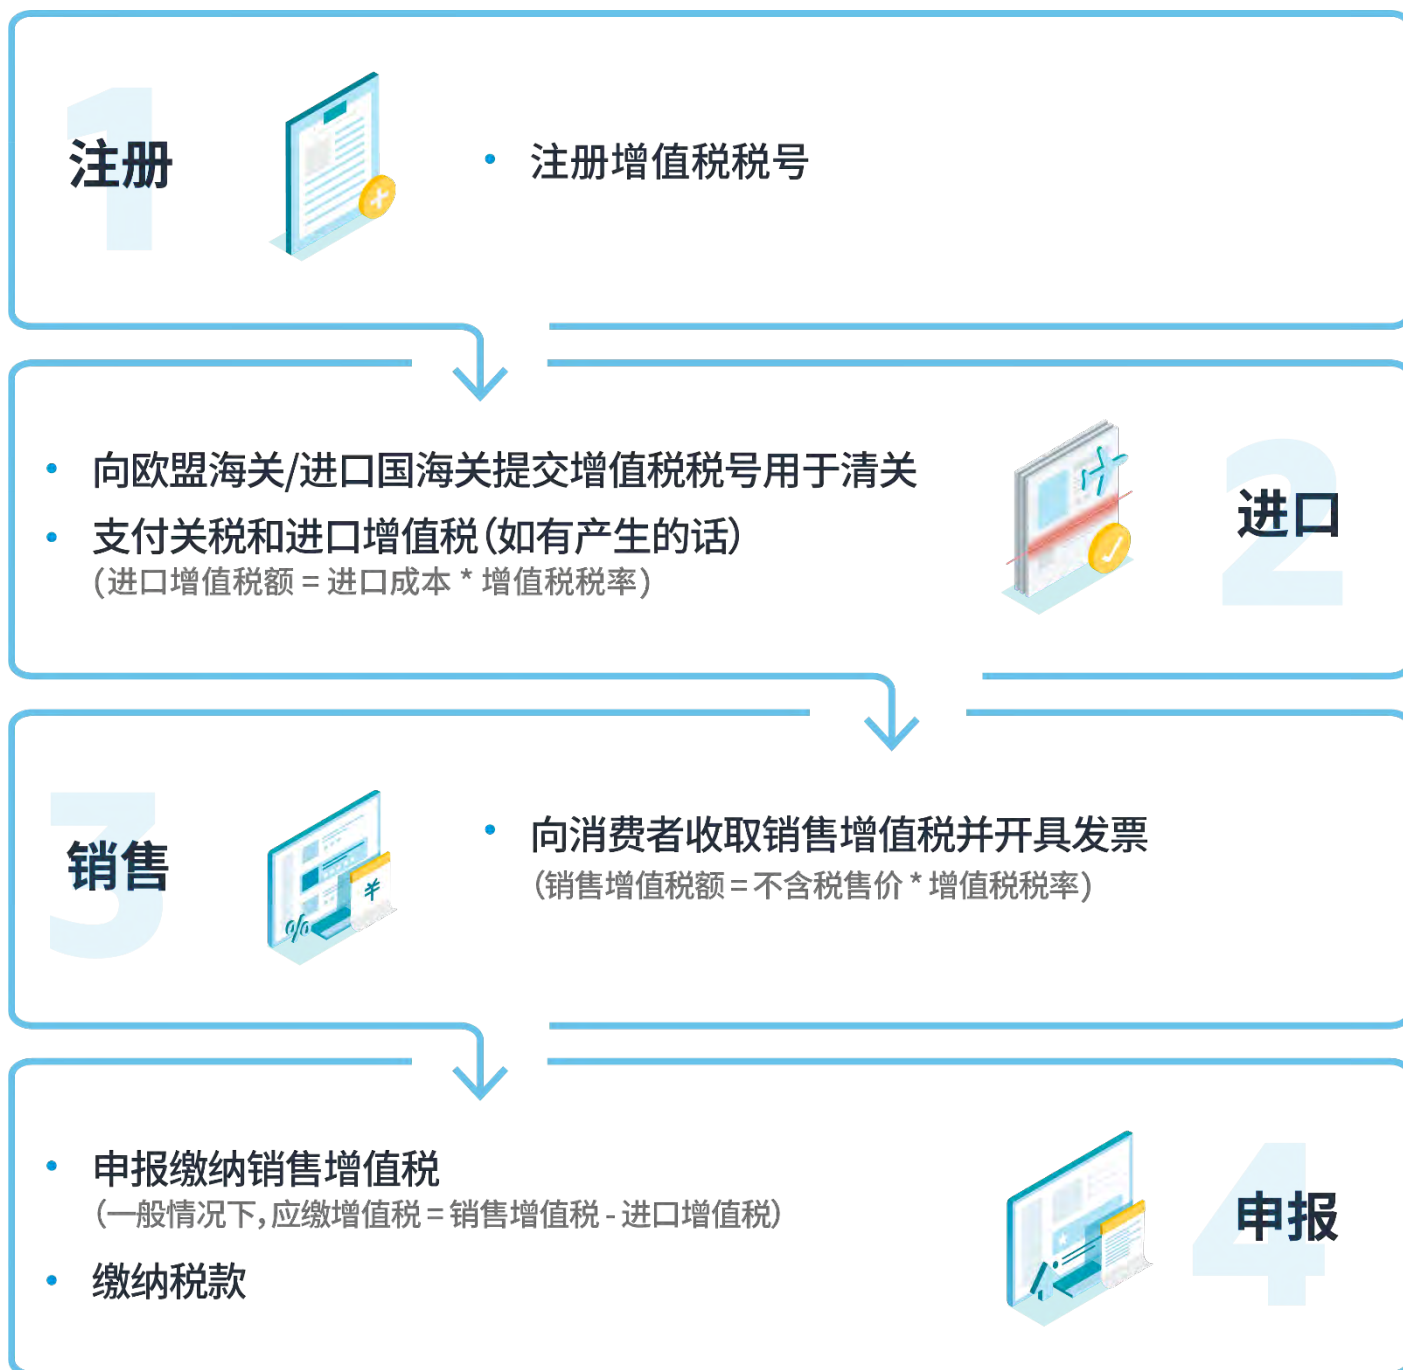 1
注册
• 注册增值税税号
• 向欧盟海关/进口国海关提交增值税税号用于清关
• 支付关税和进口增值税(如有产生的话)
(进口增值税额 = 进口成本 * 增值税税率)
2
进口
3
销售
%
¥
• 向消费者收取销售增值税并开具发票
(销售增值税额 = 不含税售价 * 增值税税率)
• 申报缴纳销售增值税
(一般情况下,应缴增值税 = 销售增值税 - 进口增值税)
• 缴纳税款
4
申报